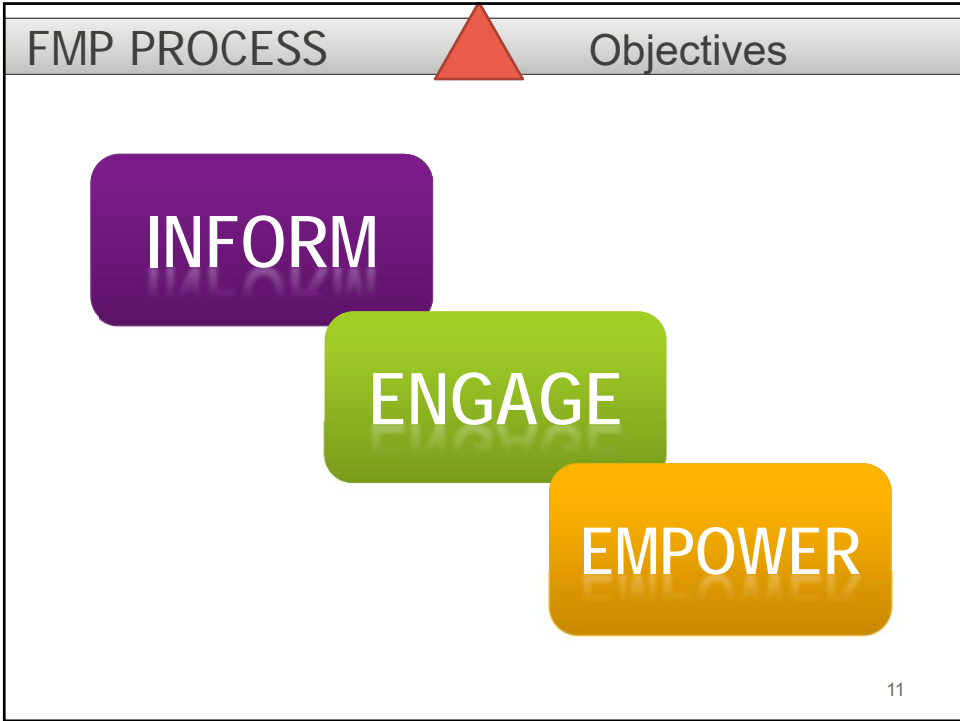 FMP PROCESS Objectives
INFORM
ENGAGE
EMPOWER
11